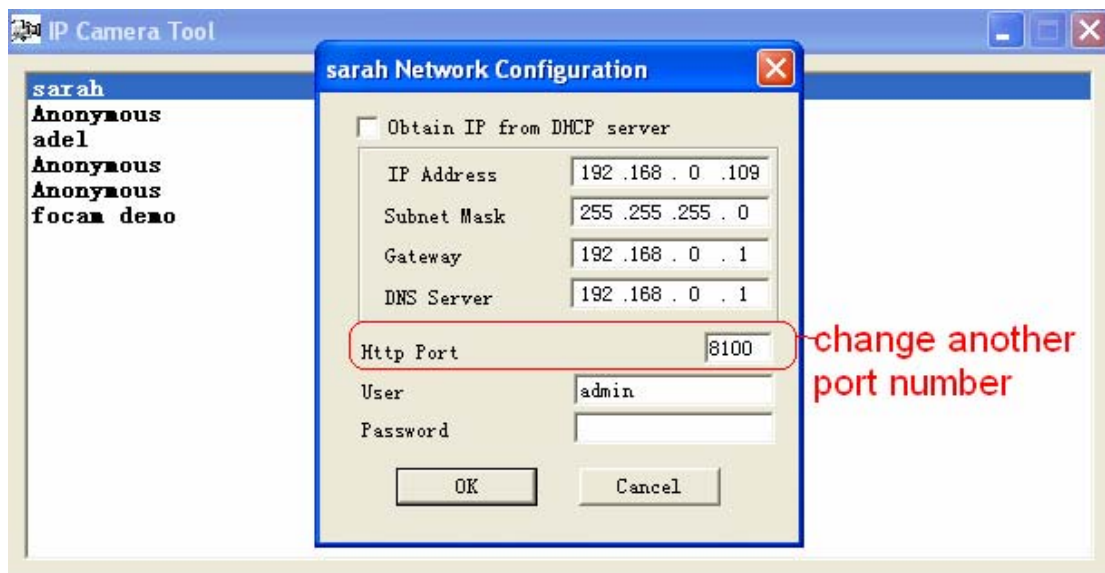 IP Camera Tool
sarah
Anonymous
adel
Anonymous
Anonymous
focam demo
sarah Network Configuration
Obtain IP from DHCP server
IP Address 192 .168 . 0 .109
Subnet Mask 255 .255 .255 . 0
Gateway 192 .168 . 0 . 1
DNS Server 192 .168 . 0 . 1
Http Port 8100
User admin
Password
OK Cancel
change another
port number